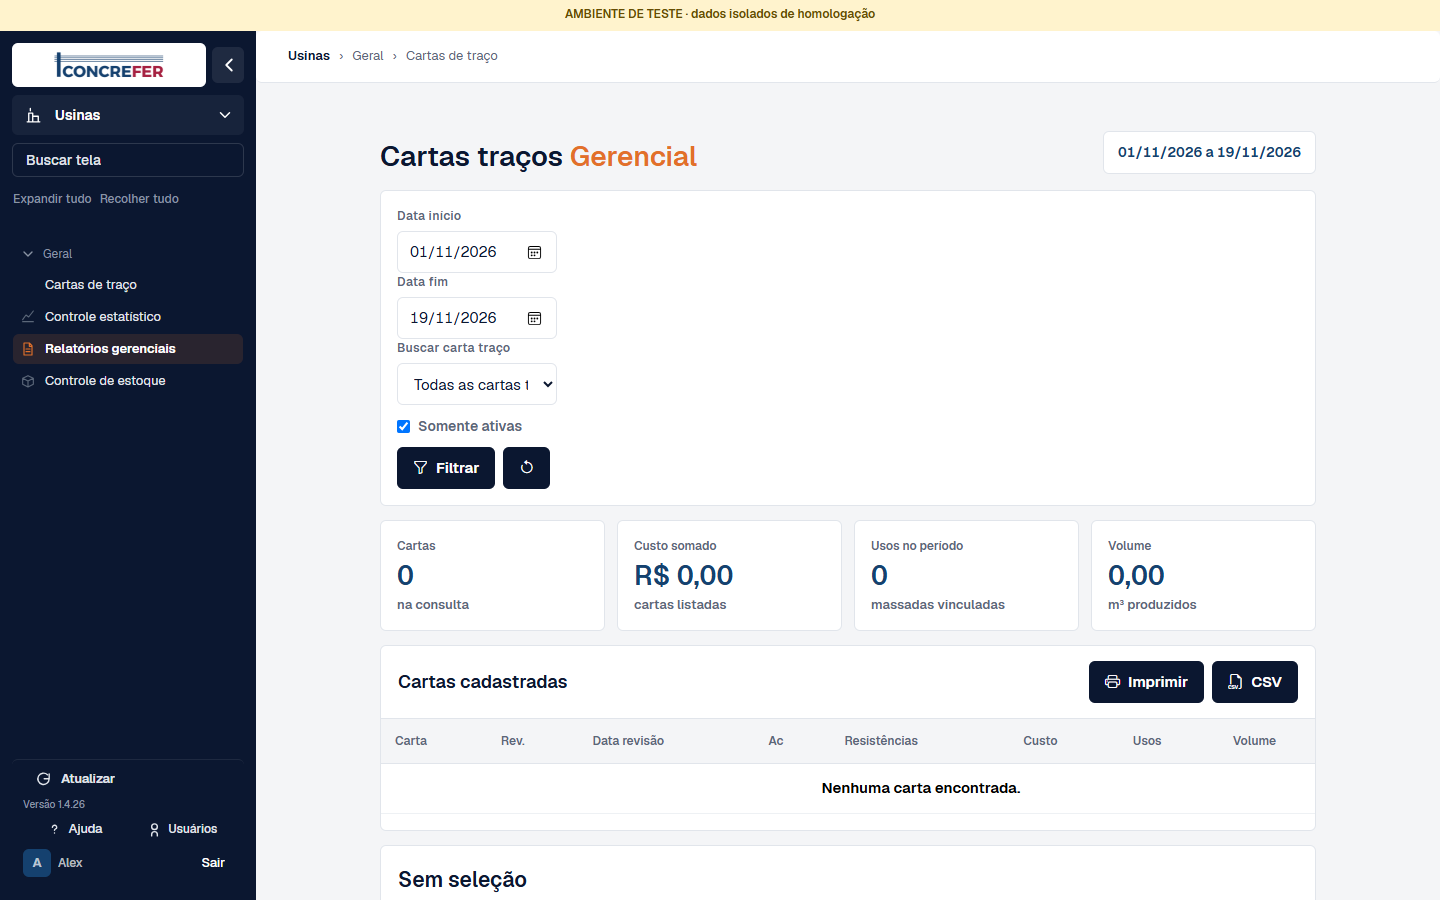 AMBIENTE DE TESTE · dados isolados de homologação
CONCREFER
Usinas
Buscar tela
Expandir tudo Recolher tudo
Geral
Cartas de traço
Controle estatístico
Relatórios gerenciais
Controle de estoque
Atualizar
Versão 1.4.26
? Ajuda Usuários
A Alex Sair
Usinas › Geral › Cartas de traço
Cartas traços Gerencial
01/11/2026 a 19/11/2026
Data inicio
01/11/2026
Data fim
19/11/2026
Buscar carta traço
Todas as cartas t
Somente ativas
Filtrar
Cartas
0
na consulta
Custo somado
R$ 0,00
cartas listadas
Usos no periodo
0
massadas vinculadas
Volume
0,00
m³ produzidos
Cartas cadastradas
Imprimir CSV
Carta Rev. Data revisão Ac Resistências Custo Usos Volume
Nenhuma carta encontrada.
Sem seleção